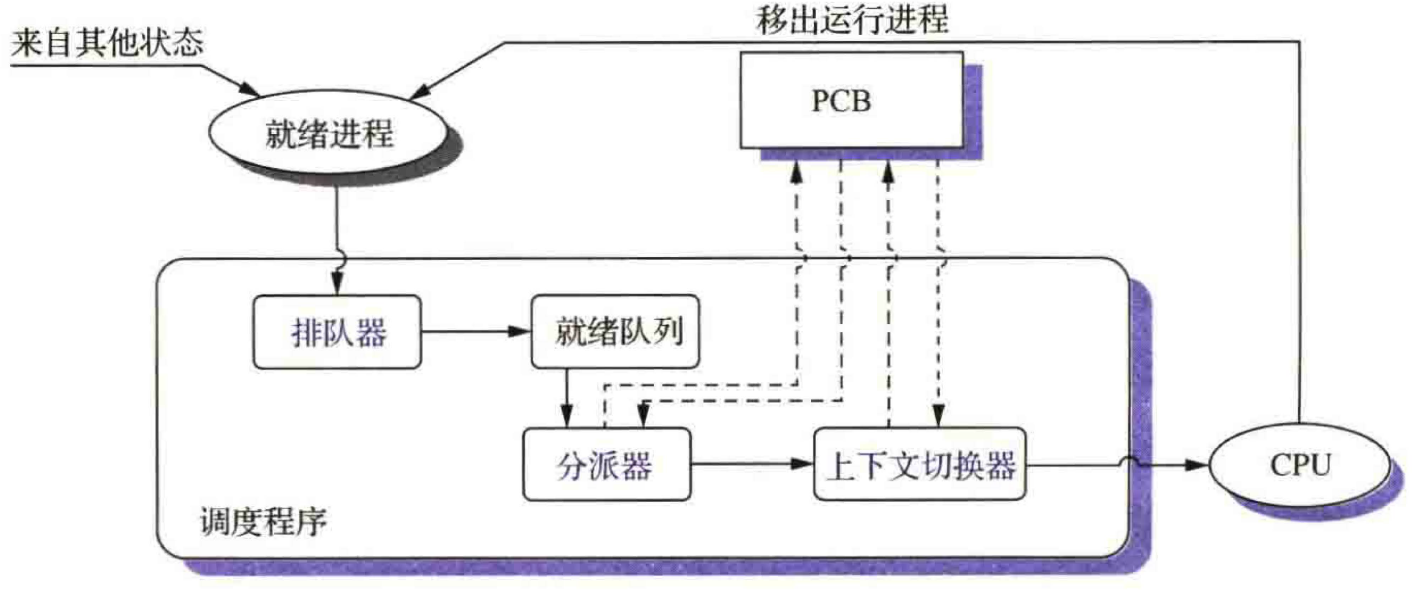 移出运行进程
来自其他状态
PCB
就绪进程
排队器
就绪队列
分派器
上下文切换器
CPU
调度程序